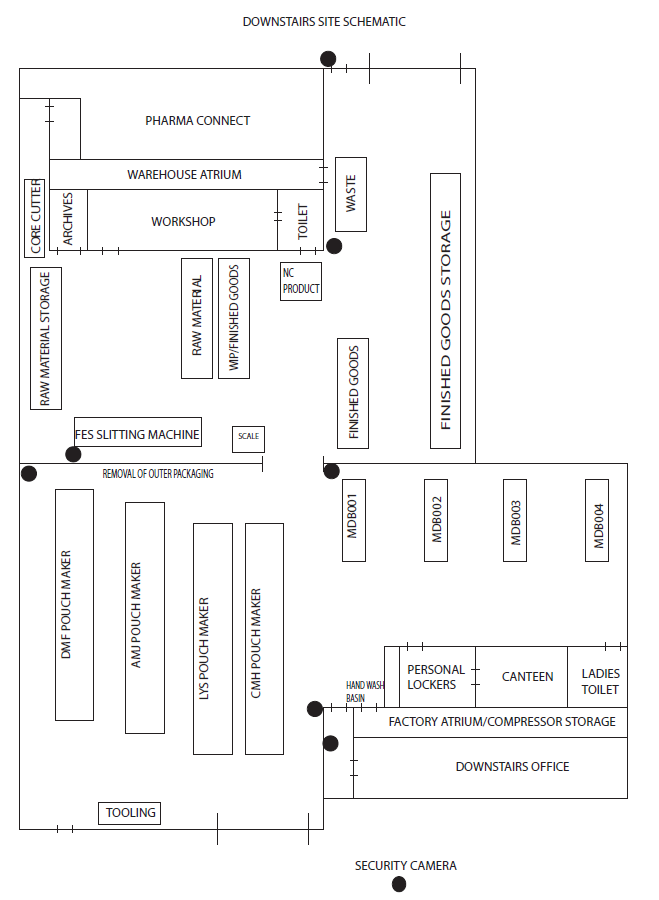 DOWNSTAIRS SITE SCHEMATIC
PHARMA CONNECT
WAREHOUSE ATRIUM
CORE CUTTER
ARCHIVES
WORKSHOP
TOILET
WASTE
FINISHED GOODS STORAGE
RAW MATERIAL STORAGE
RAW MATERIAL
WIP/FINISHED GOODS
NC
PRODUCT
FINISHED GOODS
FES SLITTING MACHINE
SCALE
REMOVAL OF OUTER PACKAGING
MDB001
MDB002
MDB003
MDB004
DMF POUCH MAKER
AMJ POUCH MAKER
LYS POUCH MAKER
CMH POUCH MAKER
HAND WASH
BASIN
PERSONAL
LOCKERS
CANTEEN
LADIES
TOILET
FACTORY ATRIUM/COMPRESSOR STORAGE
DOWNSTAIRS OFFICE
TOOLING
SECURITY CAMERA